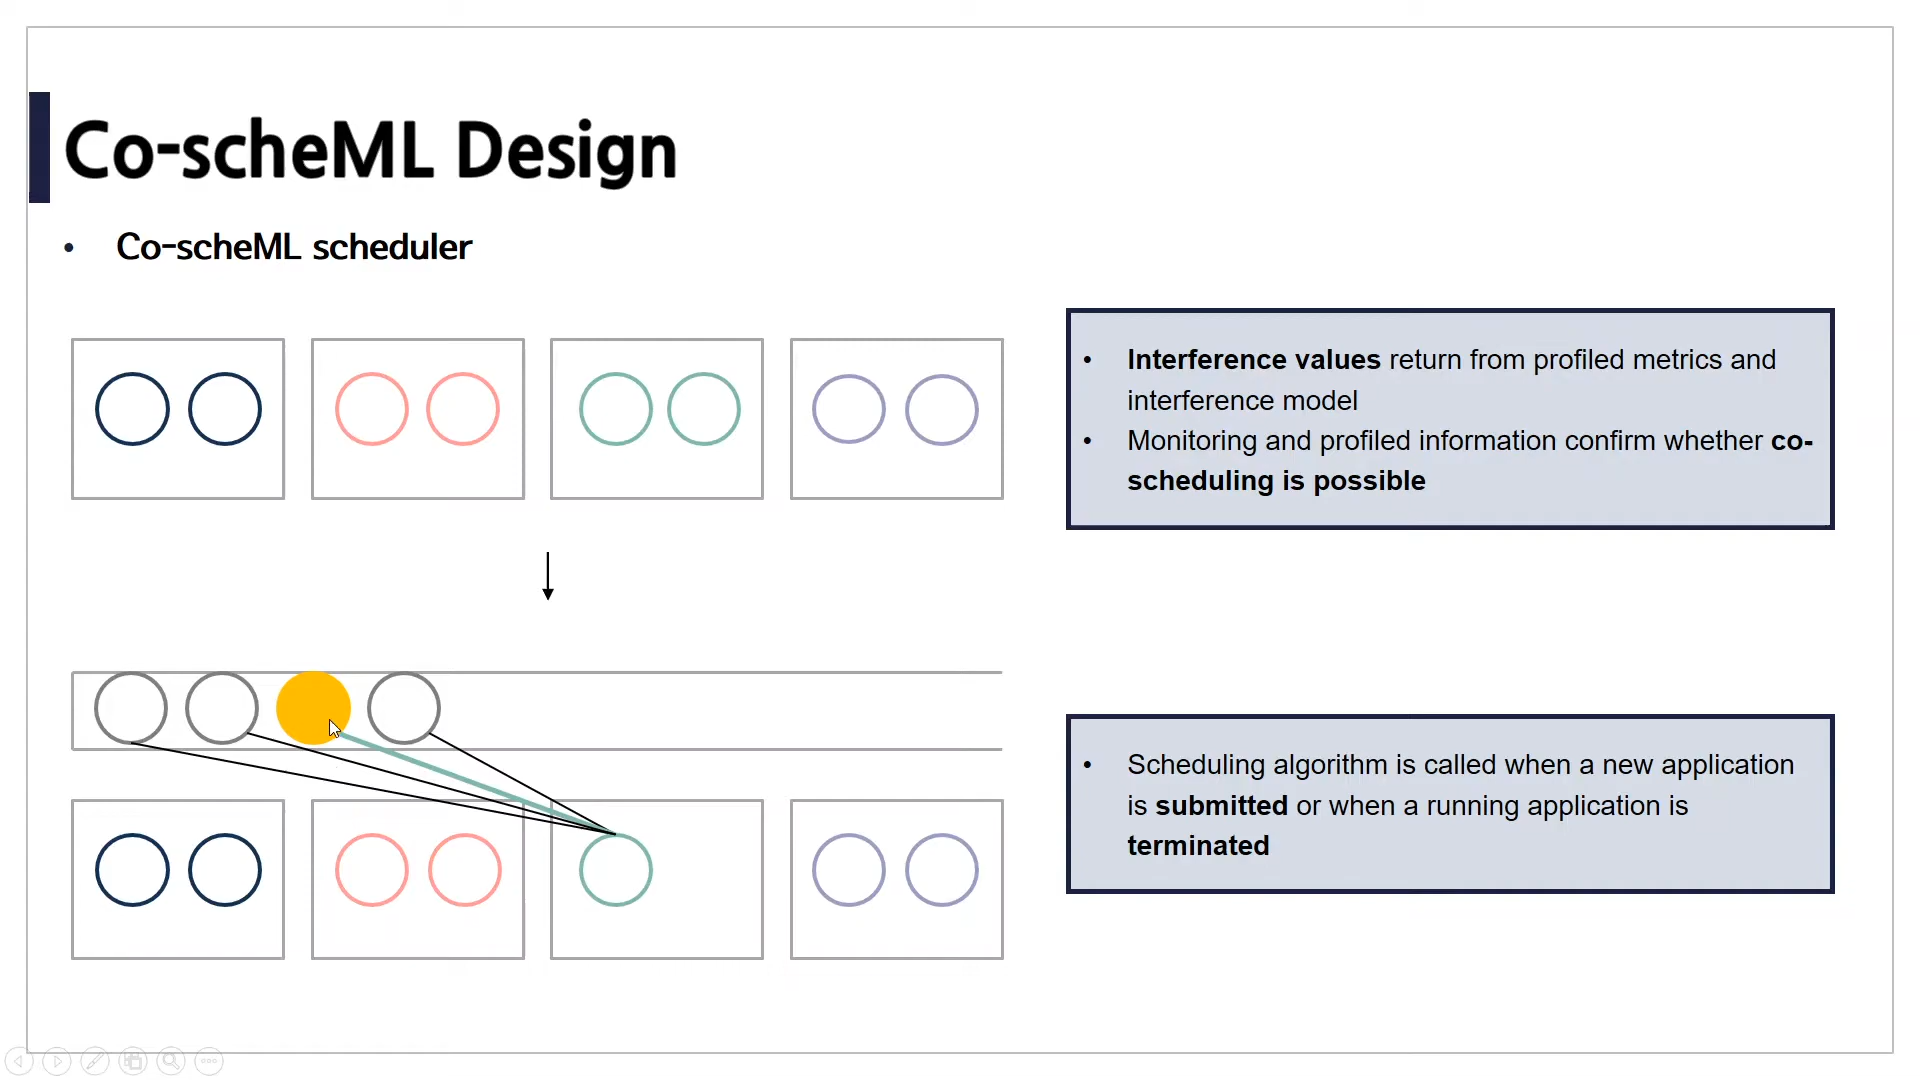 Co-scheML Design
• Co-scheML scheduler
• Interference values return from profiled metrics and
interference model
• Monitoring and profiled information confirm whether co-
scheduling is possible
• Scheduling algorithm is called when a new application
is submitted or when a running application is
terminated